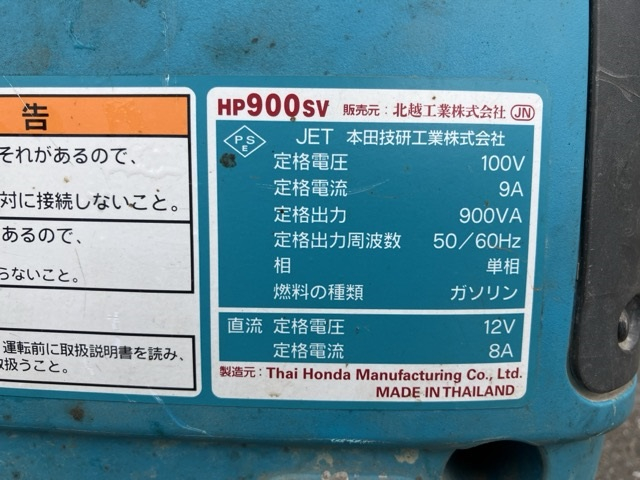 告
それがあるので、
対に接続しないこと。
あるので、
らないこと。
運転前に取扱説明書を読み、
取扱うこと。
HP900SV 販売元：北越工業株式会社 JN
PSE JET 本田技研工業株式会社
定格電圧 100V
定格電流 9A
定格出力 900VA
定格出力周波数 50／60Hz
相 単相
燃料の種類 ガソリン
直流 定格電圧 12V
定格電流 8A
製造元：Thai Honda Manufacturing Co., Ltd.
MADE IN THAILAND